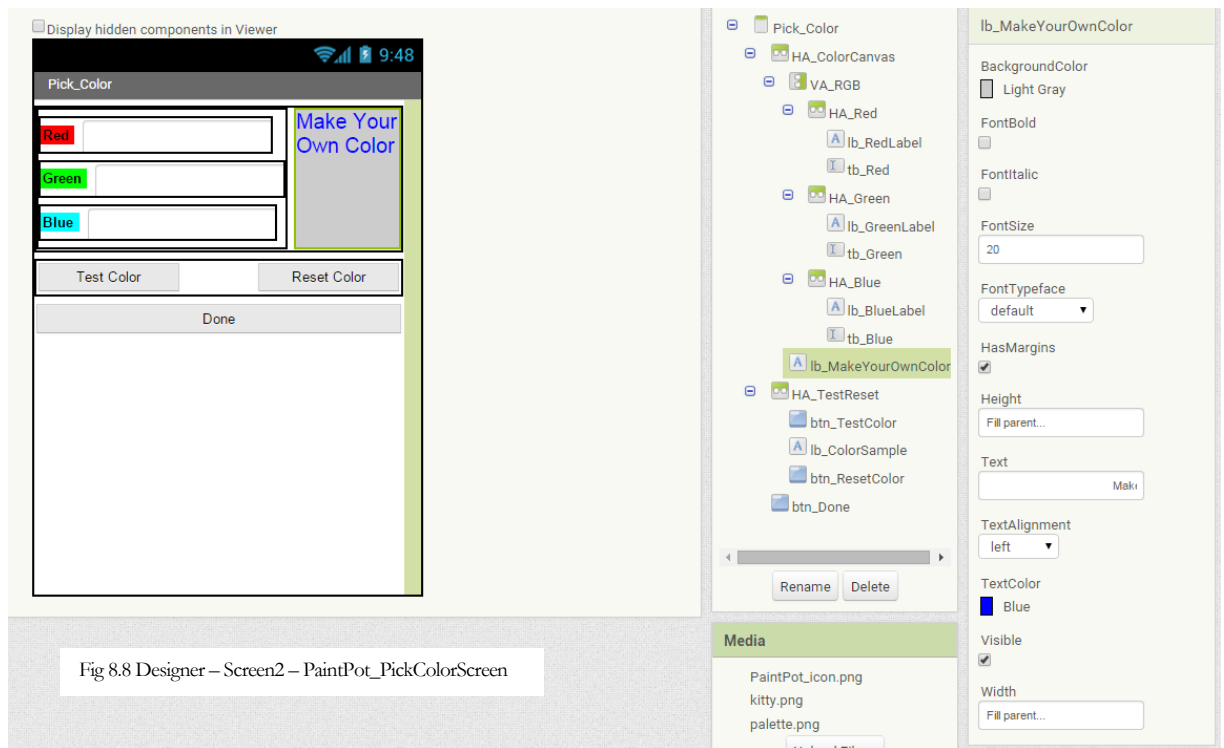 Display hidden components in Viewer
9:48
Pick_Color
Red
Green
Blue
Make Your
Own Color
Test Color
Reset Color
Done
Fig 8.8 Designer – Screen2 – PaintPot_PickColorScreen
Pick_Color
HA_ColorCanvas
VA_RGB
HA_Red
A lb_RedLabel
I tb_Red
HA_Green
A lb_GreenLabel
I tb_Green
HA_Blue
A lb_BlueLabel
I tb_Blue
A lb_MakeYourOwnColor
HA_TestReset
btn_TestColor
A lb_ColorSample
btn_ResetColor
btn_Done
Rename Delete
Media
PaintPot_icon.png
kitty.png
palette.png
lb_MakeYourOwnColor
BackgroundColor
Light Gray
FontBold
FontItalic
FontSize
20
FontTypeface
default
HasMargins
Height
Fill parent...
Text
Make
TextAlignment
left
TextColor
Blue
Visible
Width
Fill parent...